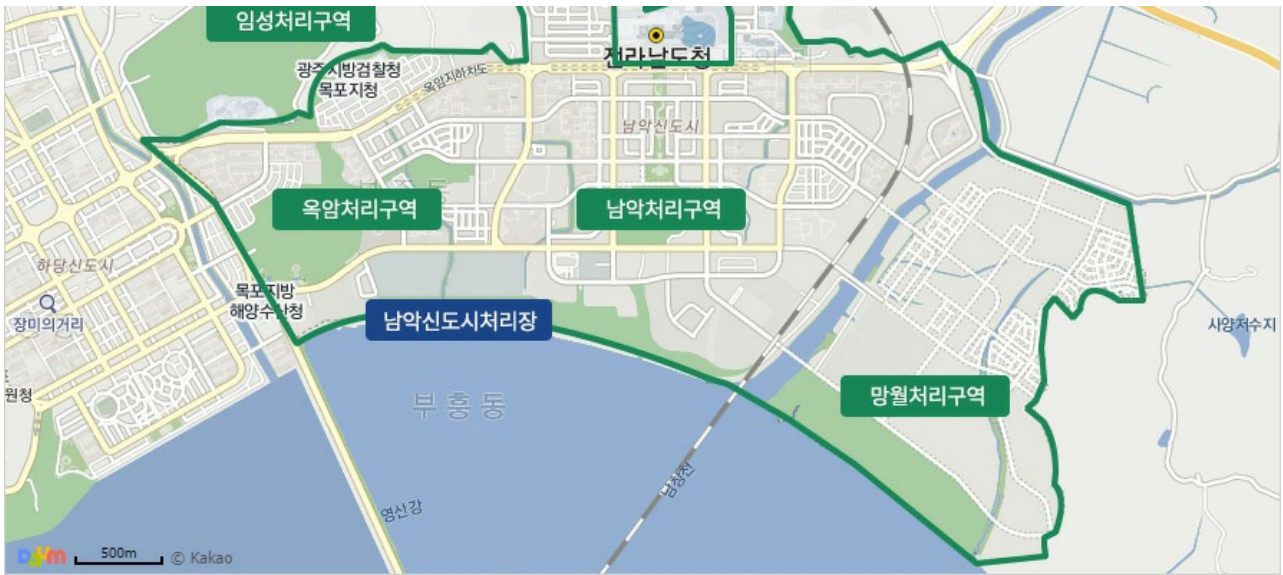 임성처리구역
전라남도청
광주지방검찰청
목포지청
옥암지하차도
남악신도시
부주동
옥암처리구역
남악처리구역
하당신도시
목포지방
해양수산청
장미의거리
남악신도시처리장
사양저수지
원청
부흥동
망월처리구역
남창천
영산강
Daum
500m
© Kakao